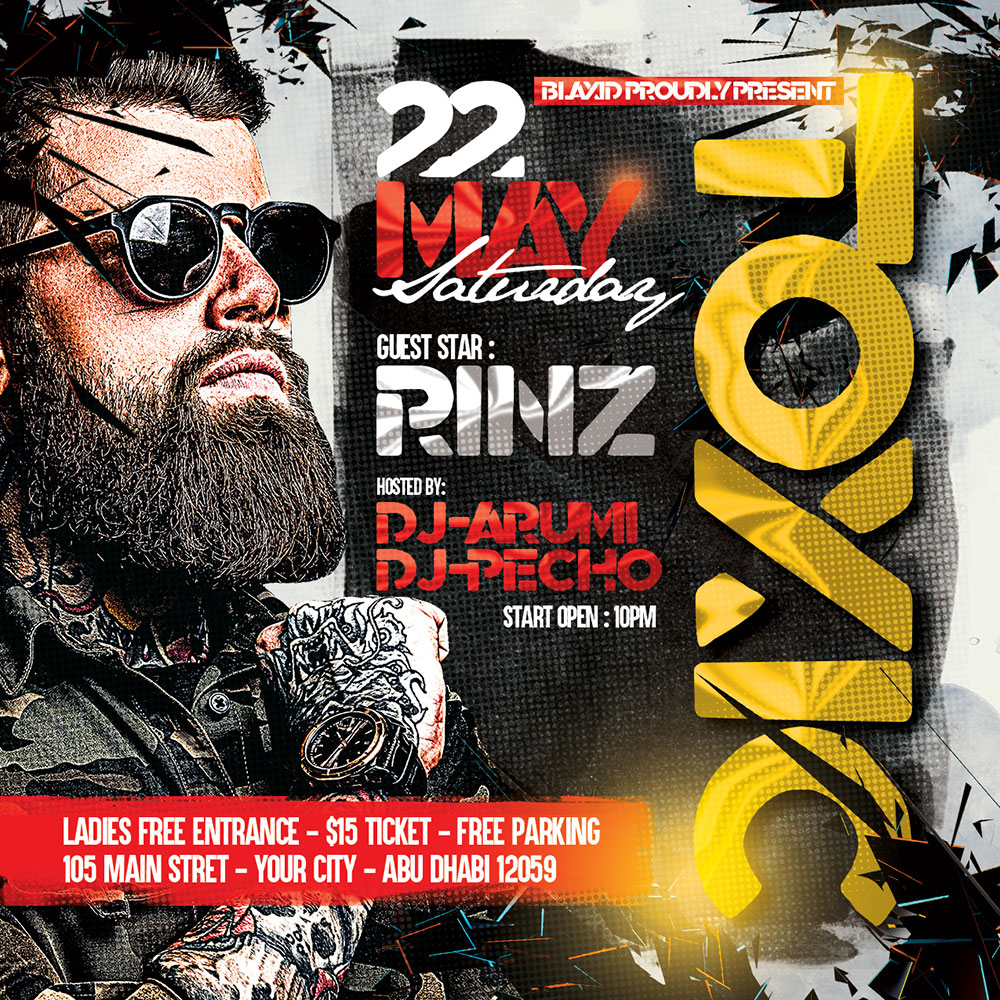 BLAXID PROUDLY PRESENT
22
MAY
Saturday
GUEST STAR :
RINZ
HOSTED BY:
DJ-ARUMI
DJ-PECHO
START OPEN : 10PM
TOXIC
LADIES FREE ENTRANCE - $15 TICKET - FREE PARKING
105 MAIN STRET - YOUR CITY - ABU DHABI 12059